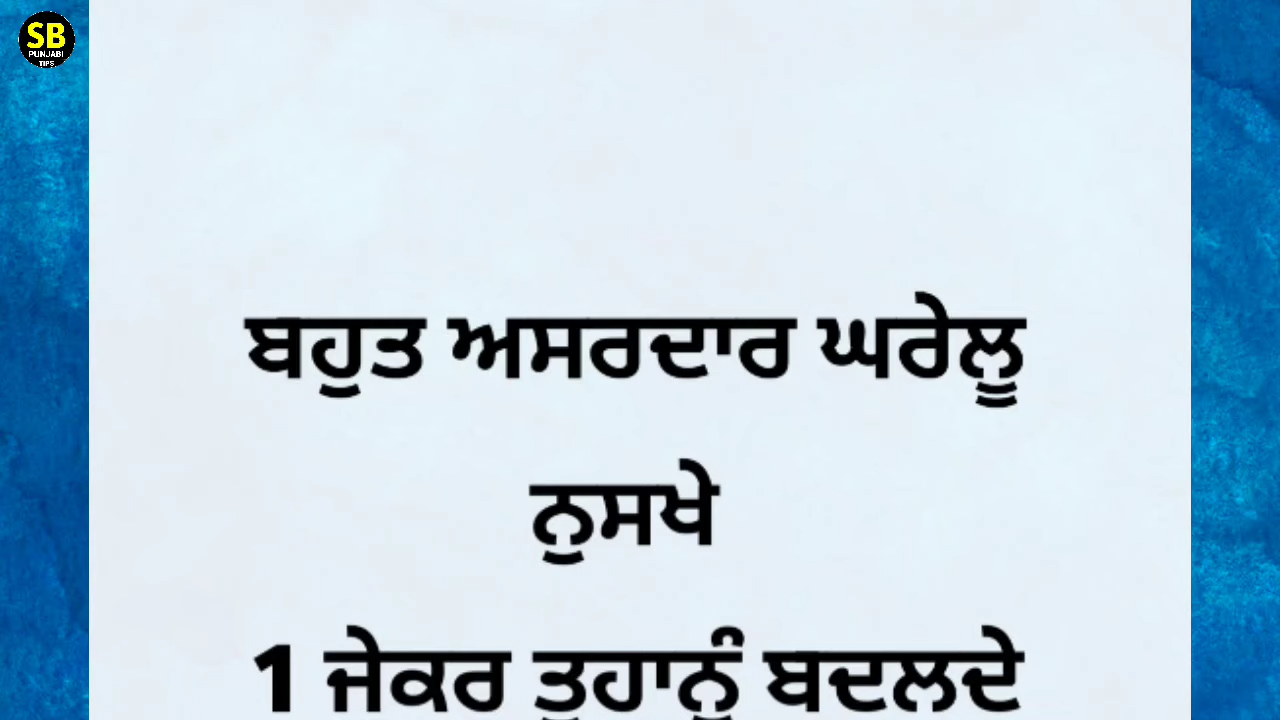 SB
PUNJABI
TIPS
ਬਹੁਤ ਅਸਰਦਾਰ ਘਰੇਲੂ
ਨੁਸਖੇ
1 ਜੇਕਰ ਤੁਹਾਨੂੰ ਬਦਲਦੇ